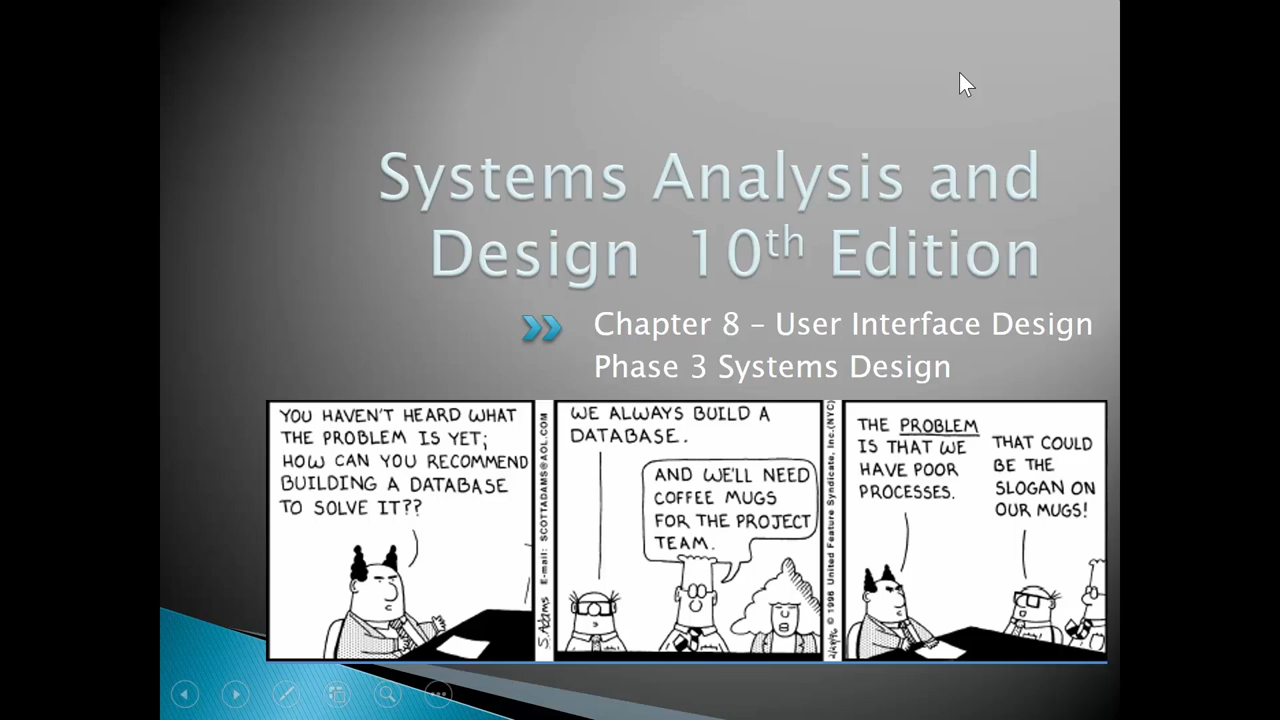 Systems Analysis and
Design 10th Edition
Chapter 8 – User Interface Design
Phase 3 Systems Design
YOU HAVEN'T HEARD WHAT
THE PROBLEM IS YET;
HOW CAN YOU RECOMMEND
BUILDING A DATABASE
TO SOLVE IT??
S.Adams E-mail: SCOTTADAMS@AOL.COM
WE ALWAYS BUILD A
DATABASE.
AND WE'LL NEED
COFFEE MUGS
FOR THE PROJECT
TEAM.
© 1996 United Feature Syndicate, Inc.(NYC)
THE PROBLEM
IS THAT WE
HAVE POOR
PROCESSES.
THAT COULD
BE THE
SLOGAN ON
OUR MUGS!